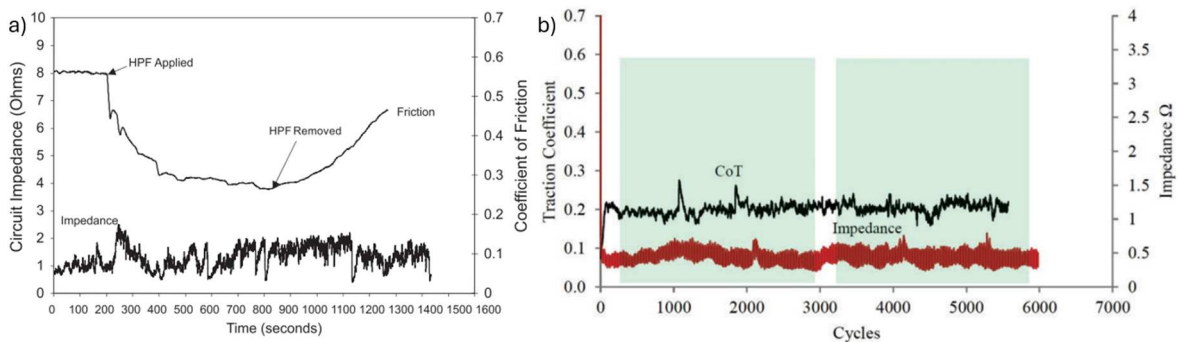 a)
10
9
8
7
6
5
4
3
2
1
0
Circuit Impedance (Ohms)
HPF Applied
HPF Removed
Friction
Impedance
0.7
0.6
0.5
0.4
0.3
0.2
0.1
0
Coefficient of Friction
0 100 200 300 400 500 600 700 800 900 1000 1100 1200 1300 1400 1500 1600
Time (seconds)
b)
0.7
0.6
0.5
0.4
0.3
0.2
0.1
0.0
Traction Coefficient
CoT
Impedance
4
3.5
3
2.5
2
1.5
1
0.5
0
Impedance Ω
0 1000 2000 3000 4000 5000 6000 7000
Cycles